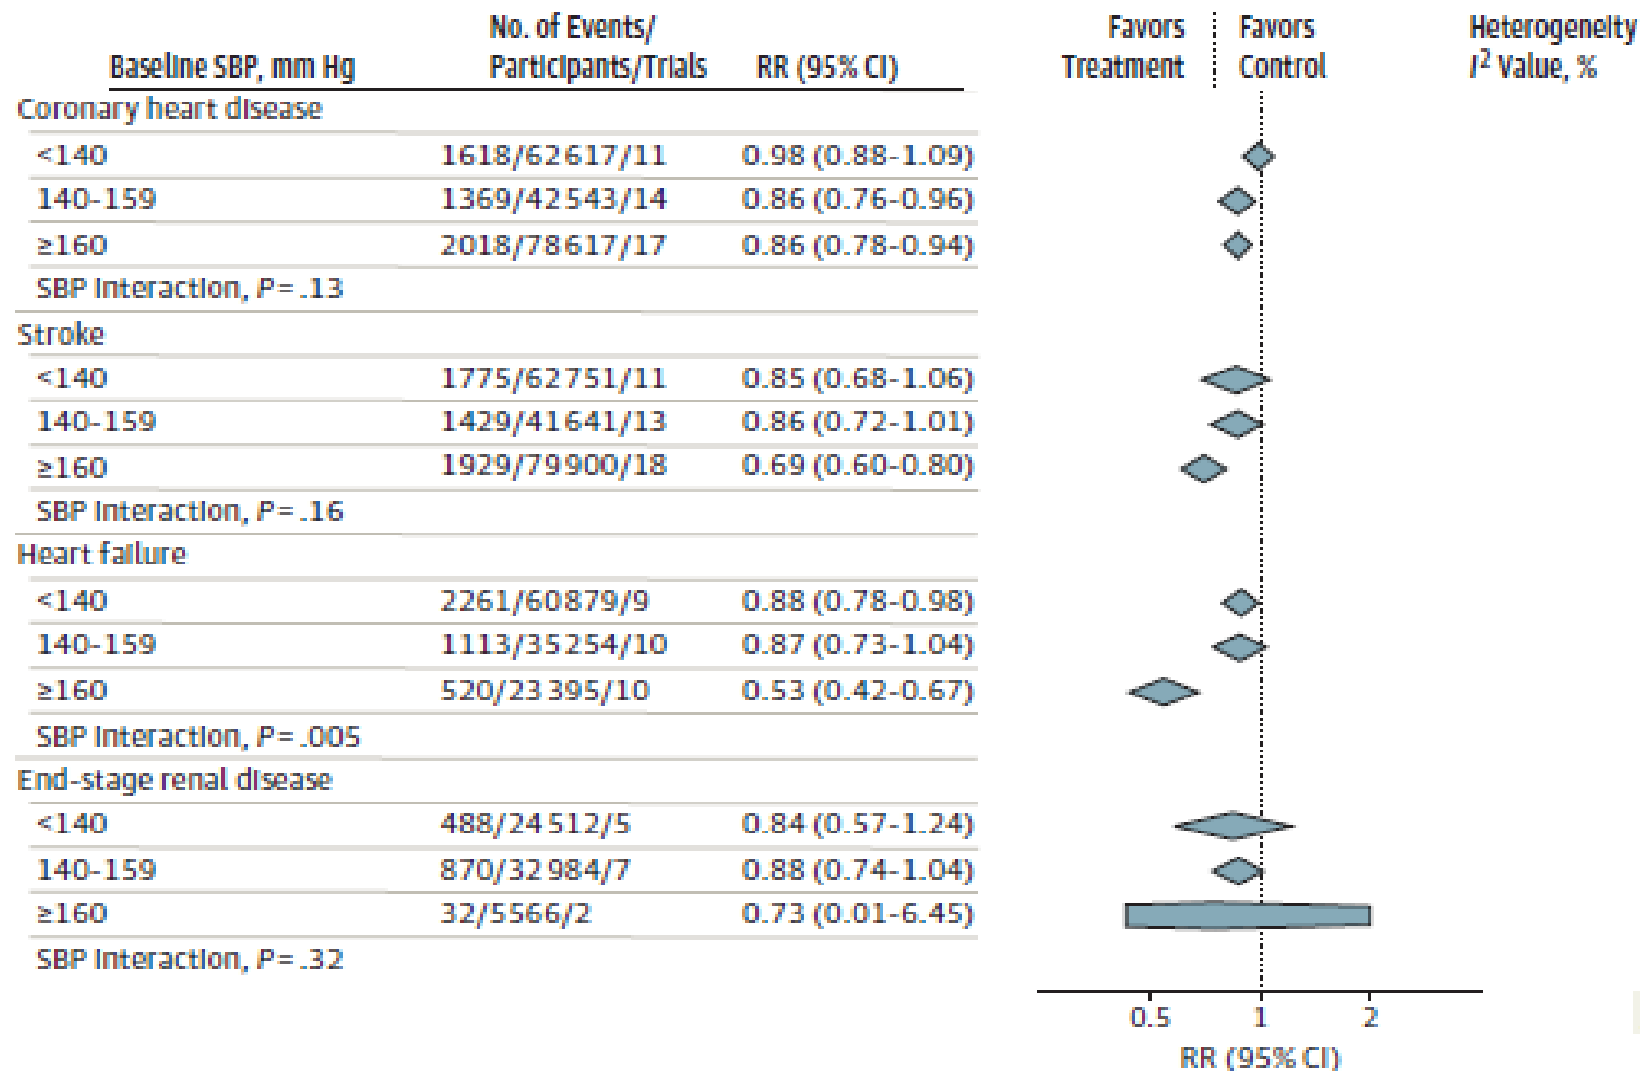 No. of Events/ Favors Favors Heterogeneity
Baseline SBP, mm Hg Participants/Trials RR (95% CI) Treatment Control I2 Value, %
Coronary heart disease
<140 1618/62617/11 0.98 (0.88-1.09)
140-159 1369/42543/14 0.86 (0.76-0.96)
≥160 2018/78617/17 0.86 (0.78-0.94)
SBP Interaction, P=.13
Stroke
<140 1775/62751/11 0.85 (0.68-1.06)
140-159 1429/41641/13 0.86 (0.72-1.01)
≥160 1929/79900/18 0.69 (0.60-0.80)
SBP Interaction, P=.16
Heart failure
<140 2261/60879/9 0.88 (0.78-0.98)
140-159 1113/35254/10 0.87 (0.73-1.04)
≥160 520/23395/10 0.53 (0.42-0.67)
SBP Interaction, P=.005
End-stage renal disease
<140 488/24512/5 0.84 (0.57-1.24)
140-159 870/32984/7 0.88 (0.74-1.04)
≥160 32/5566/2 0.73 (0.01-6.45)
SBP Interaction, P=.32
0.5 1 2
RR (95% CI)